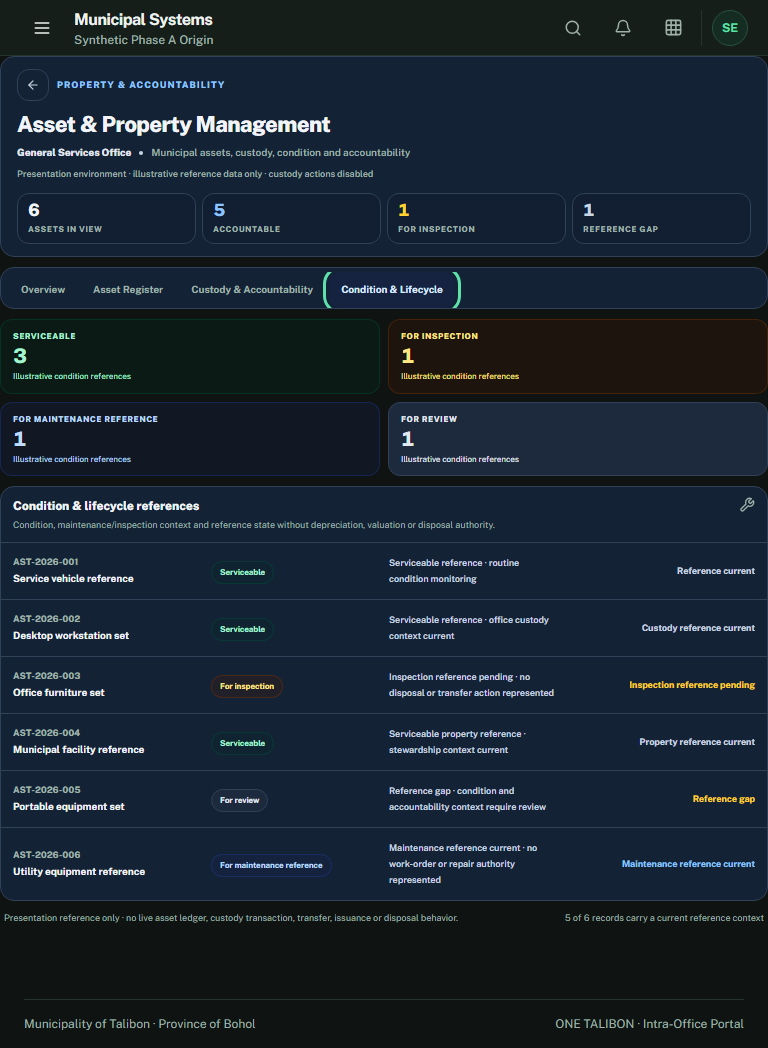 Municipal Systems
Synthetic Phase A Origin
SE
PROPERTY & ACCOUNTABILITY
Asset & Property Management
General Services Office • Municipal assets, custody, condition and accountability
Presentation environment · illustrative reference data only · custody actions disabled
6
ASSETS IN VIEW
5
ACCOUNTABLE
1
FOR INSPECTION
1
REFERENCE GAP
Overview
Asset Register
Custody & Accountability
Condition & Lifecycle
SERVICEABLE
3
Illustrative condition references
FOR INSPECTION
1
Illustrative condition references
FOR MAINTENANCE REFERENCE
1
Illustrative condition references
FOR REVIEW
1
Illustrative condition references
Condition & lifecycle references
Condition, maintenance/inspection context and reference state without depreciation, valuation or disposal authority.
AST-2026-001
Service vehicle reference
Serviceable
Serviceable reference · routine
condition monitoring
Reference current
AST-2026-002
Desktop workstation set
Serviceable
Serviceable reference · office custody
context current
Custody reference current
AST-2026-003
Office furniture set
For inspection
Inspection reference pending · no
disposal or transfer action represented
Inspection reference pending
AST-2026-004
Municipal facility reference
Serviceable
Serviceable property reference ·
stewardship context current
Property reference current
AST-2026-005
Portable equipment set
For review
Reference gap · condition and
accountability context require review
Reference gap
AST-2026-006
Utility equipment reference
For maintenance reference
Maintenance reference current · no
work-order or repair authority
represented
Maintenance reference current
Presentation reference only · no live asset ledger, custody transaction, transfer, issuance or disposal behavior.
5 of 6 records carry a current reference context
Municipality of Talibon · Province of Bohol
ONE TALIBON · Intra-Office Portal